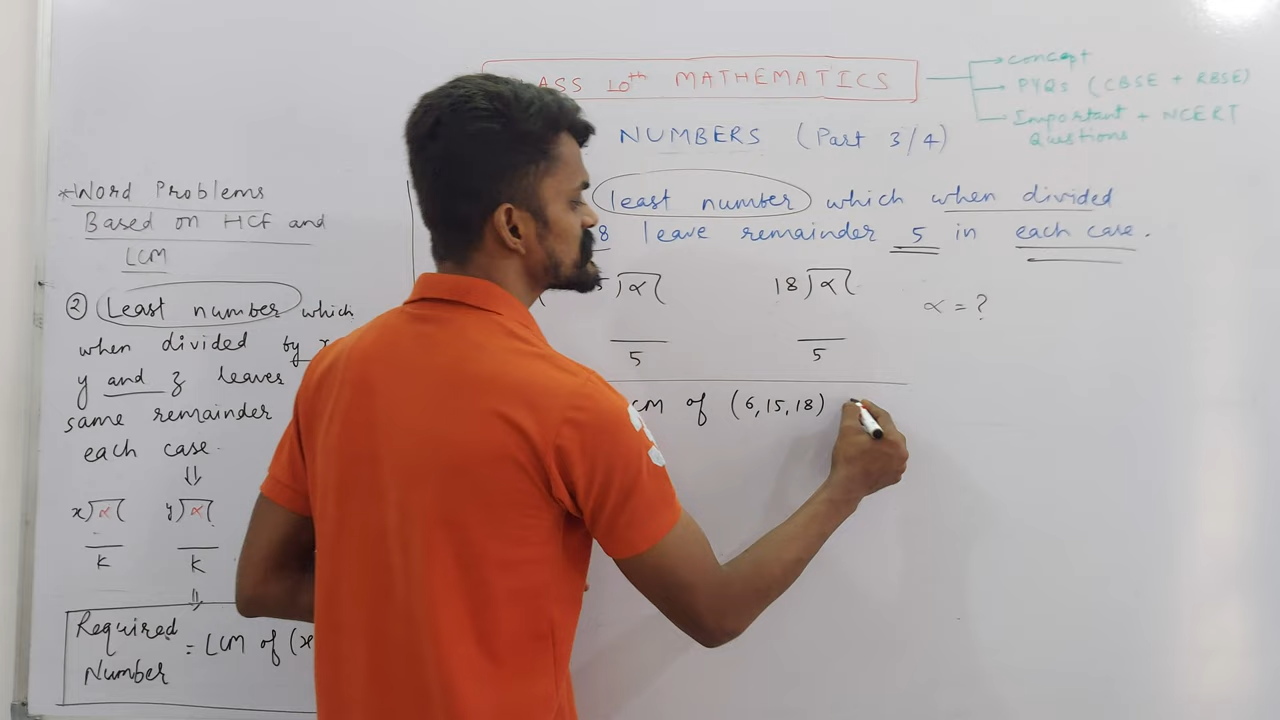 ASS 10th MATHEMATICS
concept
PYQs (CBSE + RBSE)
Important + NCERT
Questions
NUMBERS (Part 3/4)
*Word Problems
Based on HCF and
LCM
② Least number which
when divided by x
y and z leaves
same remainder
each case.
⇓
x)α( y)α(
k k
⇓
Required
Number
= LCM of (x
least number which when divided
8 leave remainder 5 in each case.
)α( 18)α(
5 5
α = ?
CM of (6,15,18)